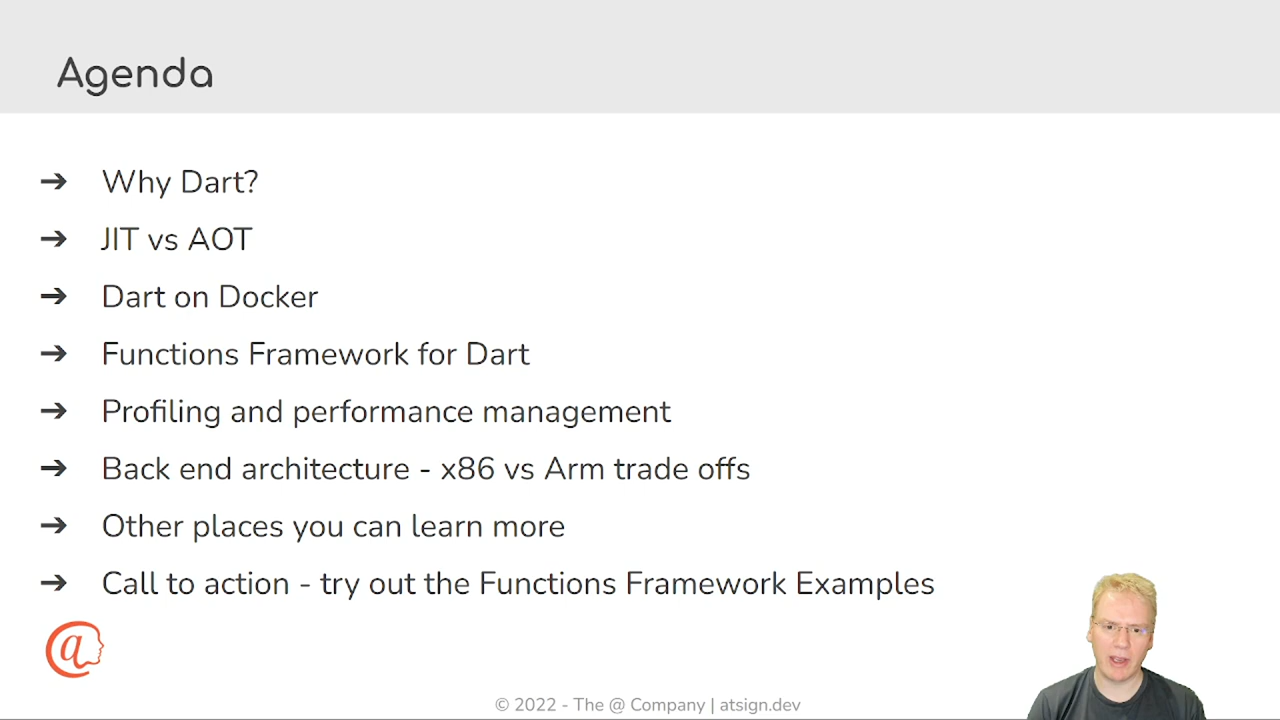 Agenda
➔ Why Dart?
➔ JIT vs AOT
➔ Dart on Docker
➔ Functions Framework for Dart
➔ Profiling and performance management
➔ Back end architecture - x86 vs Arm trade offs
➔ Other places you can learn more
➔ Call to action - try out the Functions Framework Examples
@
© 2022 - The @ Company | atsign.dev